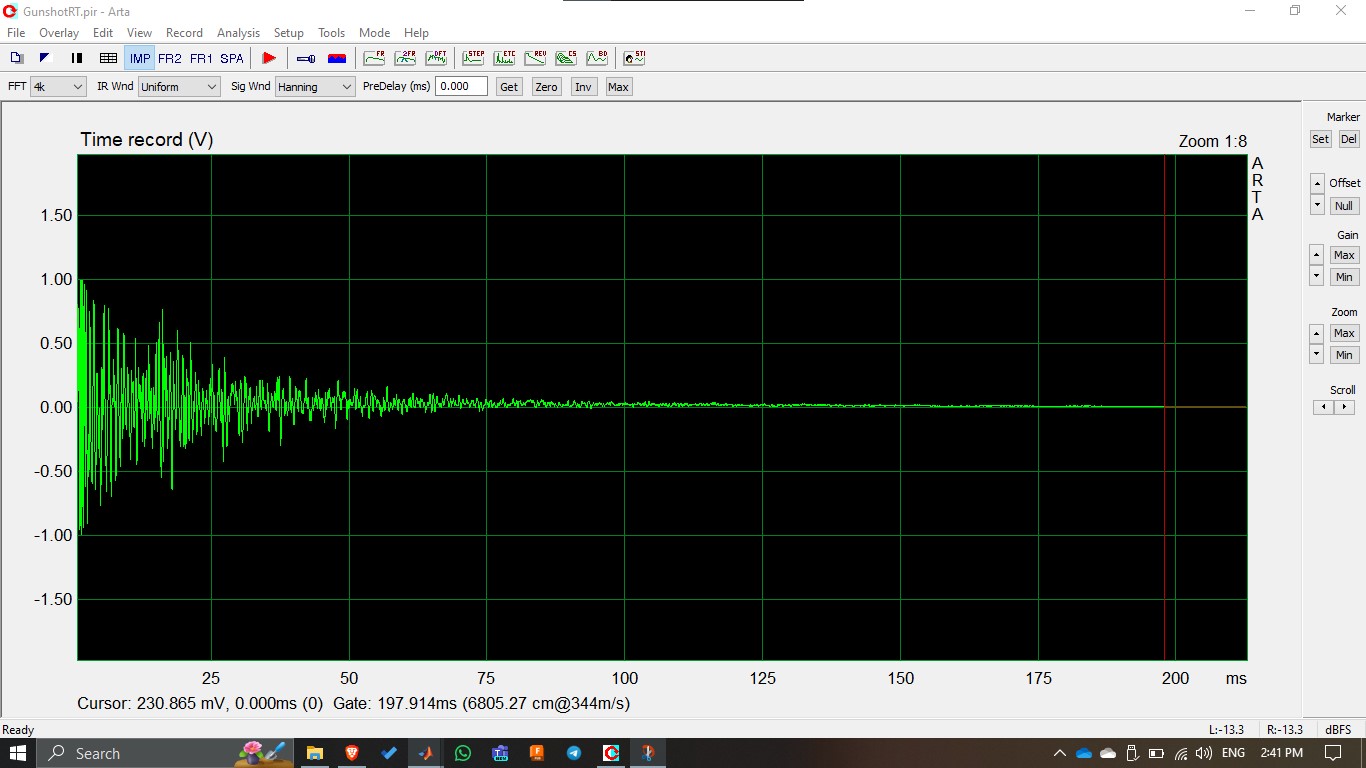 GunshotRT.pir - Arta
File Overlay Edit View Record Analysis Setup Tools Mode Help
IMP FR2 FR1 SPA FR 2FR DFT STEP ETC REV CS BD STI
FFT 4k IR Wnd Uniform Sig Wnd Hanning PreDelay (ms) 0.000 Get Zero Inv Max
Marker
Set Del
Time record (V) Zoom 1:8
A
R
T
A
Offset
Null
Gain
Max
Min
Zoom
Max
Min
Scroll
1.50
1.00
0.50
0.00
-0.50
-1.00
-1.50
25 50 75 100 125 150 175 200 ms
Cursor: 230.865 mV, 0.000ms (0) Gate: 197.914ms (6805.27 cm@344m/s)
Ready L:-13.3 R:-13.3 dBFS
Search ENG 2:41 PM